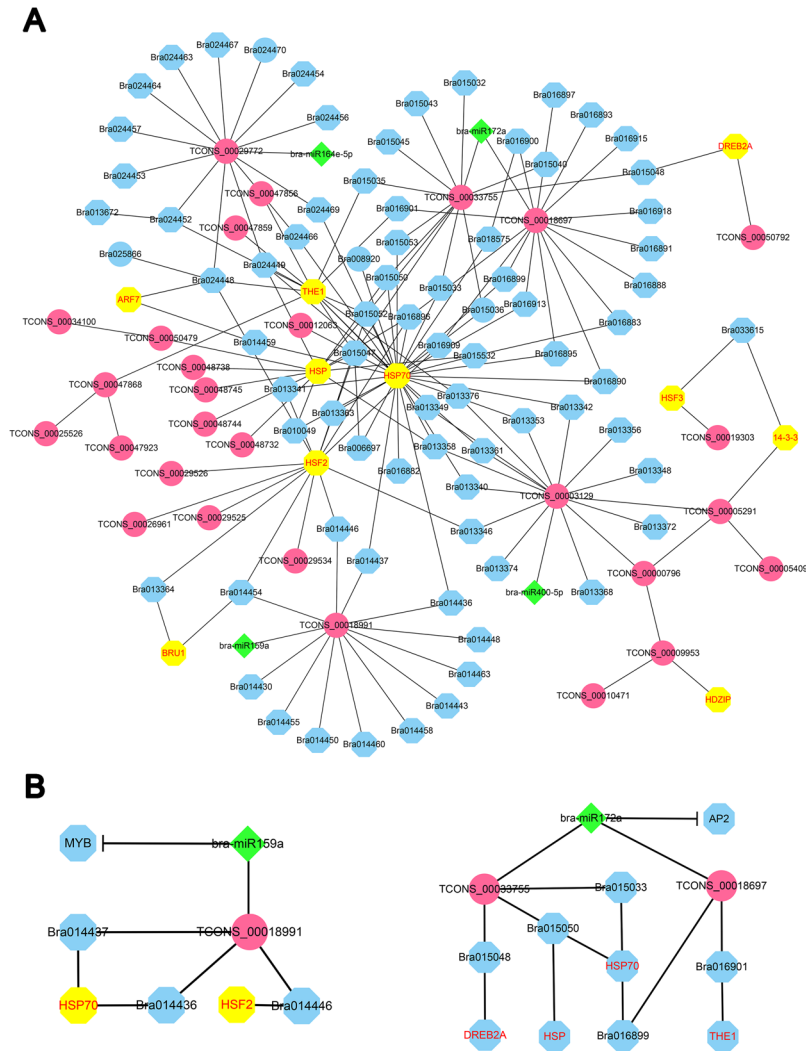 A
Bra024467
Bra024463
Bra024470
Bra024464
Bra024454
Bra024457
Bra024456
TCONS_00029772
bra-miR164e-5p
Bra024453
TCONS_00047856
Bra013672
Bra024452
Bra024469
TCONS_00047859
Bra024466
Bra025866
Bra024449
Bra024448
Bra015032
Bra015043
bra-miR172a
Bra016897
Bra016893
Bra015045
Bra016900
Bra016915
Bra015040
Bra015048
DREB2A
Bra015035
TCONS_00033755
Bra016901
TCONS_00018697
Bra016918
TCONS_00050792
Bra015053
Bra018575
Bra016891
Bra008920
Bra015050
Bra015033
Bra016899
Bra016888
THE1
ARF7
Bra015052
Bra016896
Bra015036
Bra016913
Bra016883
Bra033615
TCONS_00034100
TCONS_00050479
TCONS_00012063
Bra014459
Bra015047
Bra016909
Bra015532
Bra016895
TCONS_00048738
HSP
HSP70
Bra016890
TCONS_00047868
TCONS_00048745
Bra013341
Bra013376
HSF3
TCONS_00048744
Bra013363
Bra013349
Bra013353
Bra013342
TCONS_00025526
TCONS_00047923
TCONS_00048732
Bra010049
Bra006697
Bra013358
Bra013361
Bra013356
TCONS_00019303
14-3-3
HSF2
TCONS_00029526
Bra016882
Bra013340
TCONS_00003129
Bra013348
TCONS_00026961
TCONS_00029525
Bra014446
Bra013346
Bra013372
TCONS_00005291
TCONS_00029534
Bra014437
Bra013374
TCONS_00000796
TCONS_00005409
Bra013364
Bra014454
Bra014436
bra-miR400-5p
Bra013368
TCONS_00018991
bra-miR159a
BRU1
Bra014448
TCONS_00009953
Bra014430
Bra014463
TCONS_00010471
HDZIP
Bra014455
Bra014443
Bra014450
Bra014460
Bra014458
B
MYB
bra-miR159a
Bra014437
TCONS_00018991
HSP70
Bra014436
HSF2
Bra014446
bra-miR172a
AP2
TCONS_00033755
Bra015033
TCONS_00018697
Bra015050
Bra015048
HSP70
Bra016901
DREB2A
HSP
Bra016899
THE1